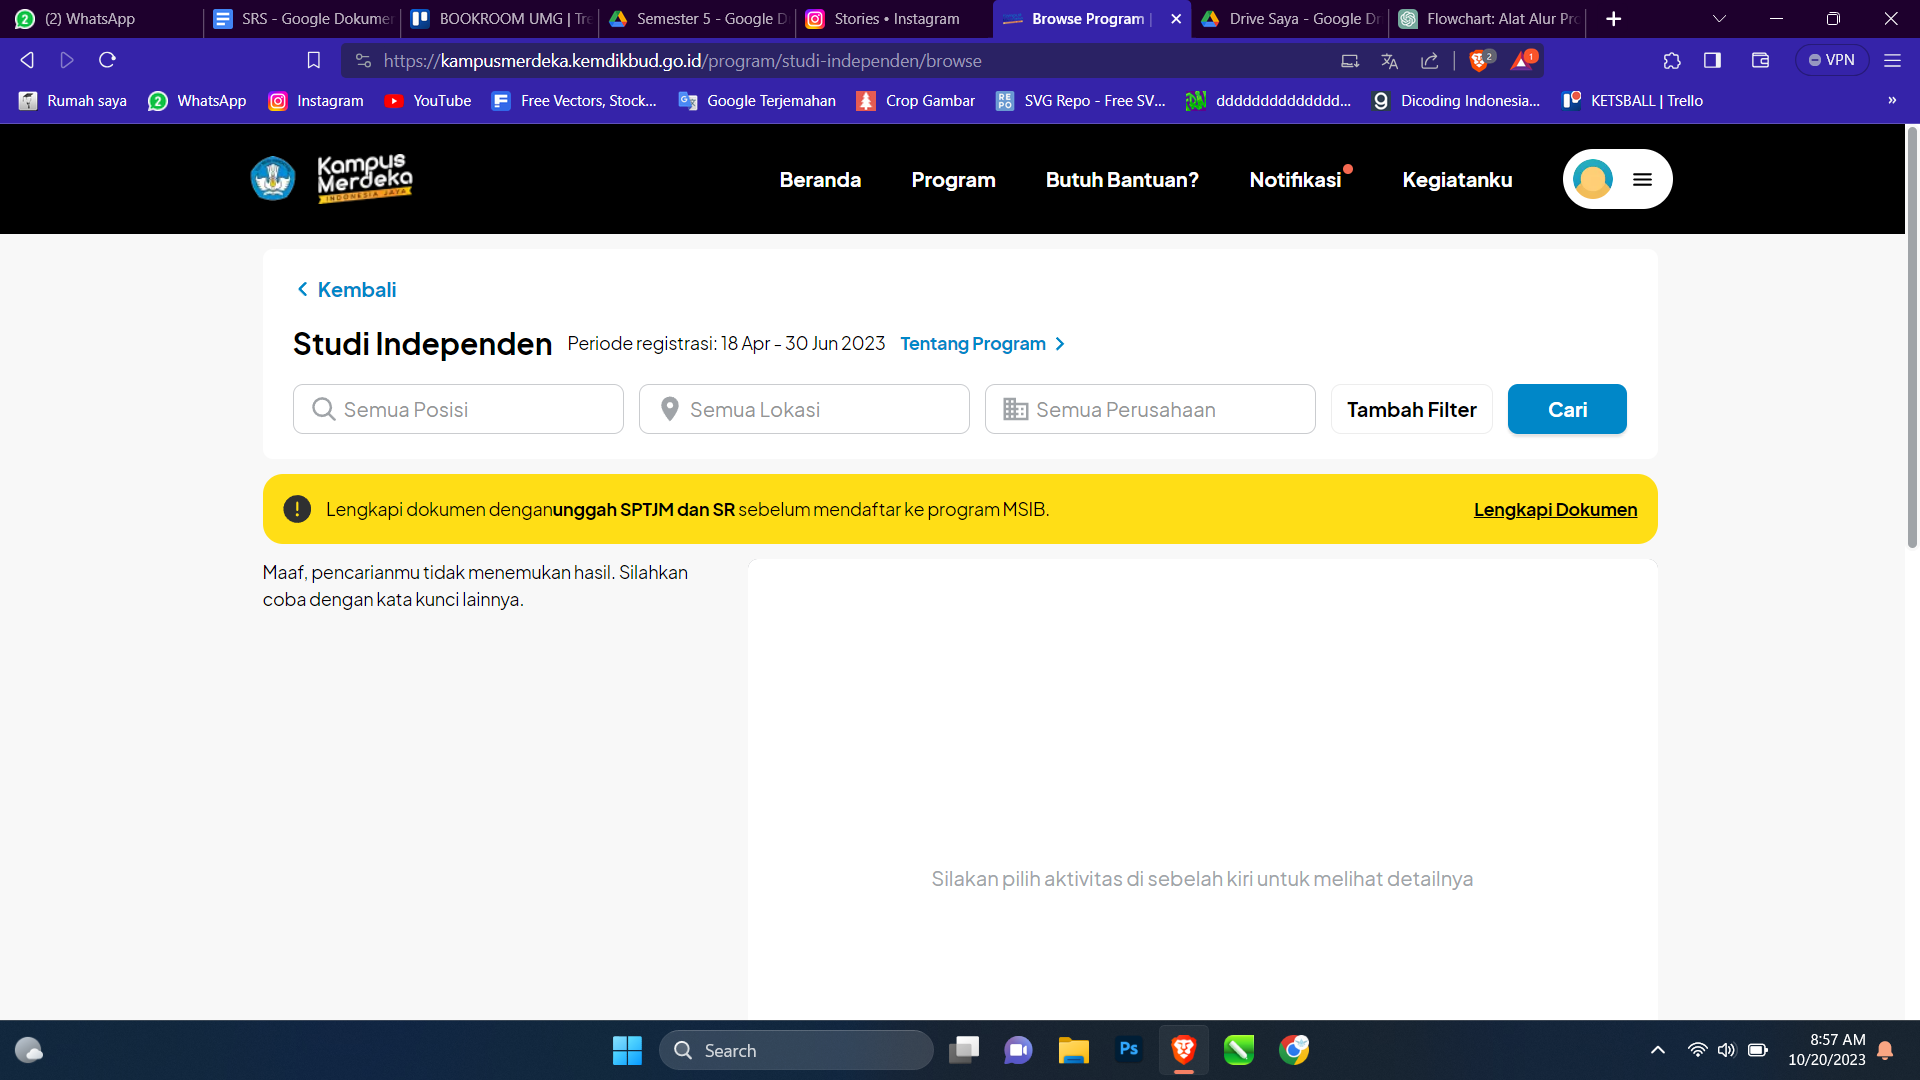 (2) WhatsApp
SRS - Google Dokumen
BOOKROOM UMG | Tre
Semester 5 - Google D
Stories • Instagram
Browse Program |
Drive Saya - Google Dr
Flowchart: Alat Alur Pro
https://kampusmerdeka.kemdikbud.go.id/program/studi-independen/browse
2
1
VPN
Rumah saya
WhatsApp
Instagram
YouTube
Free Vectors, Stock...
Google Terjemahan
Crop Gambar
SVG Repo - Free SV...
dddddddddddddd...
Dicoding Indonesia...
KETSBALL | Trello
»
Kampus
Merdeka
INDONESIA JAYA
Beranda
Program
Butuh Bantuan?
Notifikasi
Kegiatanku
Kembali
Studi Independen Periode registrasi: 18 Apr - 30 Jun 2023 Tentang Program
Semua Posisi
Semua Lokasi
Semua Perusahaan
Tambah Filter
Cari
Lengkapi dokumen denganunggah SPTJM dan SR sebelum mendaftar ke program MSIB.
Lengkapi Dokumen
Maaf, pencarianmu tidak menemukan hasil. Silahkan
coba dengan kata kunci lainnya.
Silakan pilih aktivitas di sebelah kiri untuk melihat detailnya
Search
Ps
8:57 AM
10/20/2023